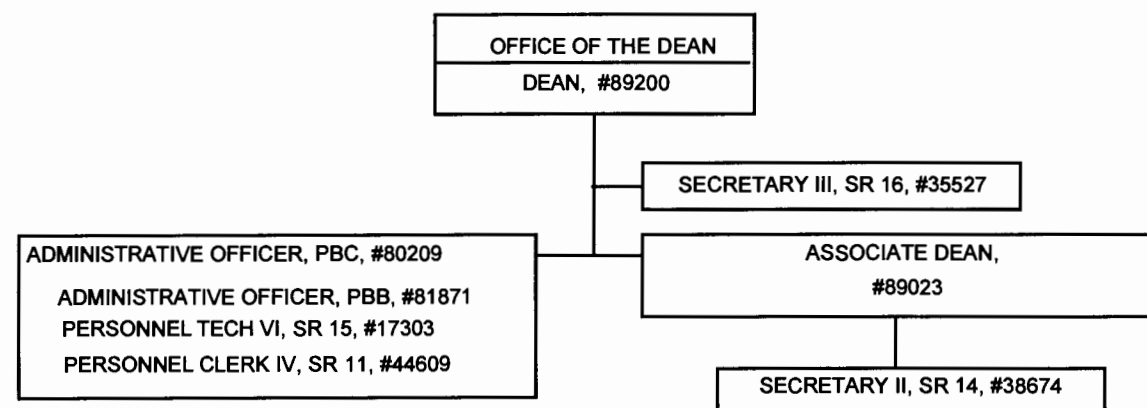 OFFICE OF THE DEAN
DEAN, #89200
SECRETARY III, SR 16, #35527
ADMINISTRATIVE OFFICER, PBC, #80209
ADMINISTRATIVE OFFICER, PBB, #81871
PERSONNEL TECH VI, SR 15, #17303
PERSONNEL CLERK IV, SR 11, #44609
ASSOCIATE DEAN,
#89023
SECRETARY II, SR 14, #38674